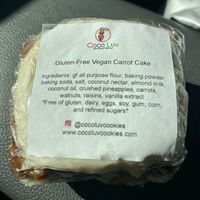 Coco Luv
Gluten-Free Vegan Carrot Cake
Ingredients: gf all purpose flour, baking powder,
baking soda, salt, coconut nectar, almond milk,
coconut oil, crushed pineapples, carrots,
walnuts, raisins, vanilla extract
*Free of gluten, dairy, eggs, soy, gum, corn,
and refined sugars*
@cocoluvcookies
www.cocoluvcookies.com